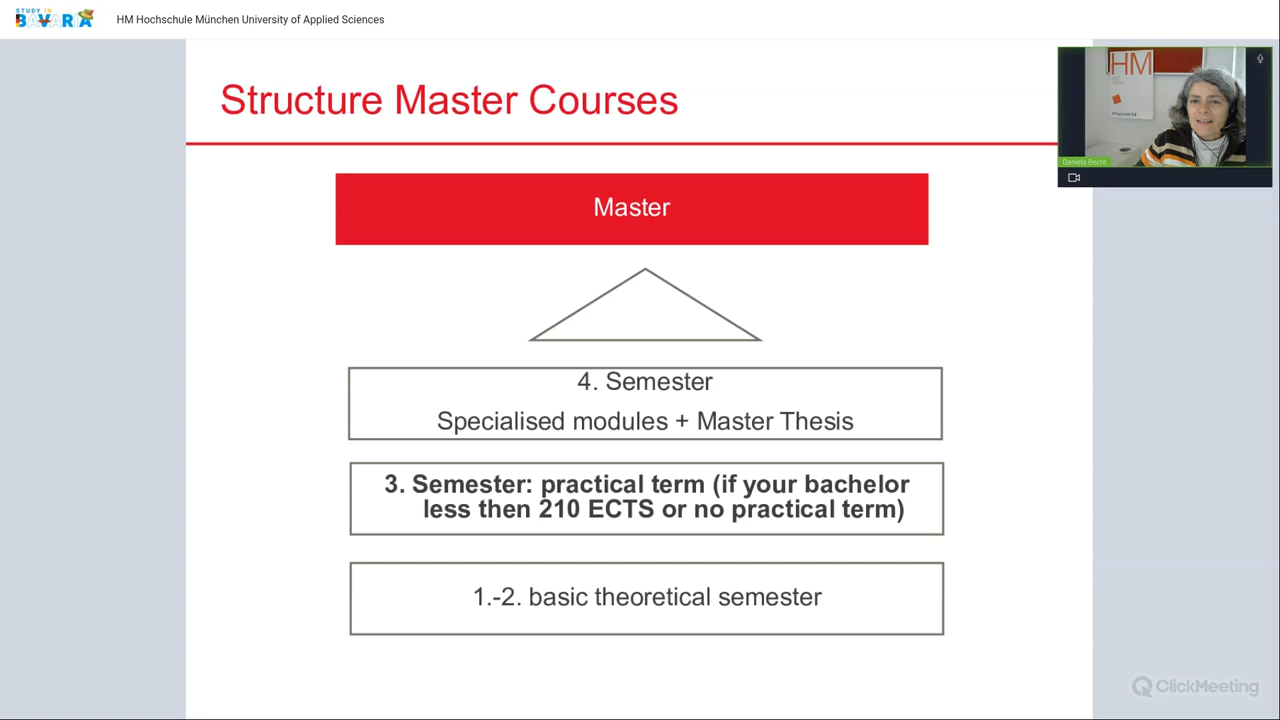 STUDY IN
BAVARIA
HM Hochschule München University of Applied Sciences
Structure Master Courses
HM
Daniela Becht
Master
4. Semester
Specialised modules + Master Thesis
3. Semester: practical term (if your bachelor
less then 210 ECTS or no practical term)
1.-2. basic theoretical semester
ClickMeeting